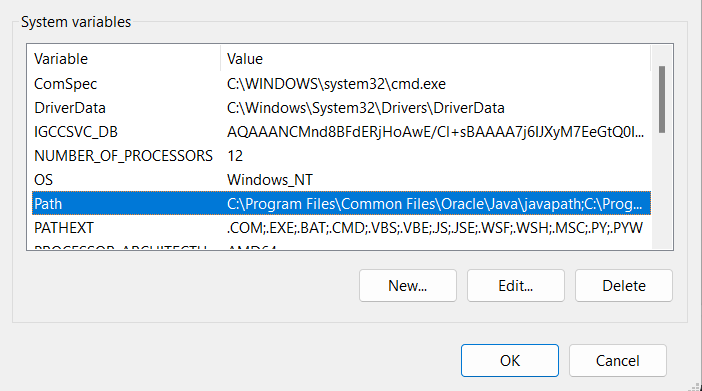 System variables
Variable Value
ComSpec C:\WINDOWS\system32\cmd.exe
DriverData C:\Windows\System32\Drivers\DriverData
IGCCSVC_DB AQAAANCMnd8BFdERjHoAwE/Cl+sBAAAA7j6IJXyM7EeGtQ0I...
NUMBER_OF_PROCESSORS 12
OS Windows_NT
Path C:\Program Files\Common Files\Oracle\Java\javapath;C:\Prog...
PATHEXT .COM;.EXE;.BAT;.CMD;.VBS;.VBE;.JS;.JSE;.WSF;.WSH;.MSC;.PY;.PYW
PROCESSOR_ARCHITECTU... AMD64
New... Edit... Delete
OK Cancel